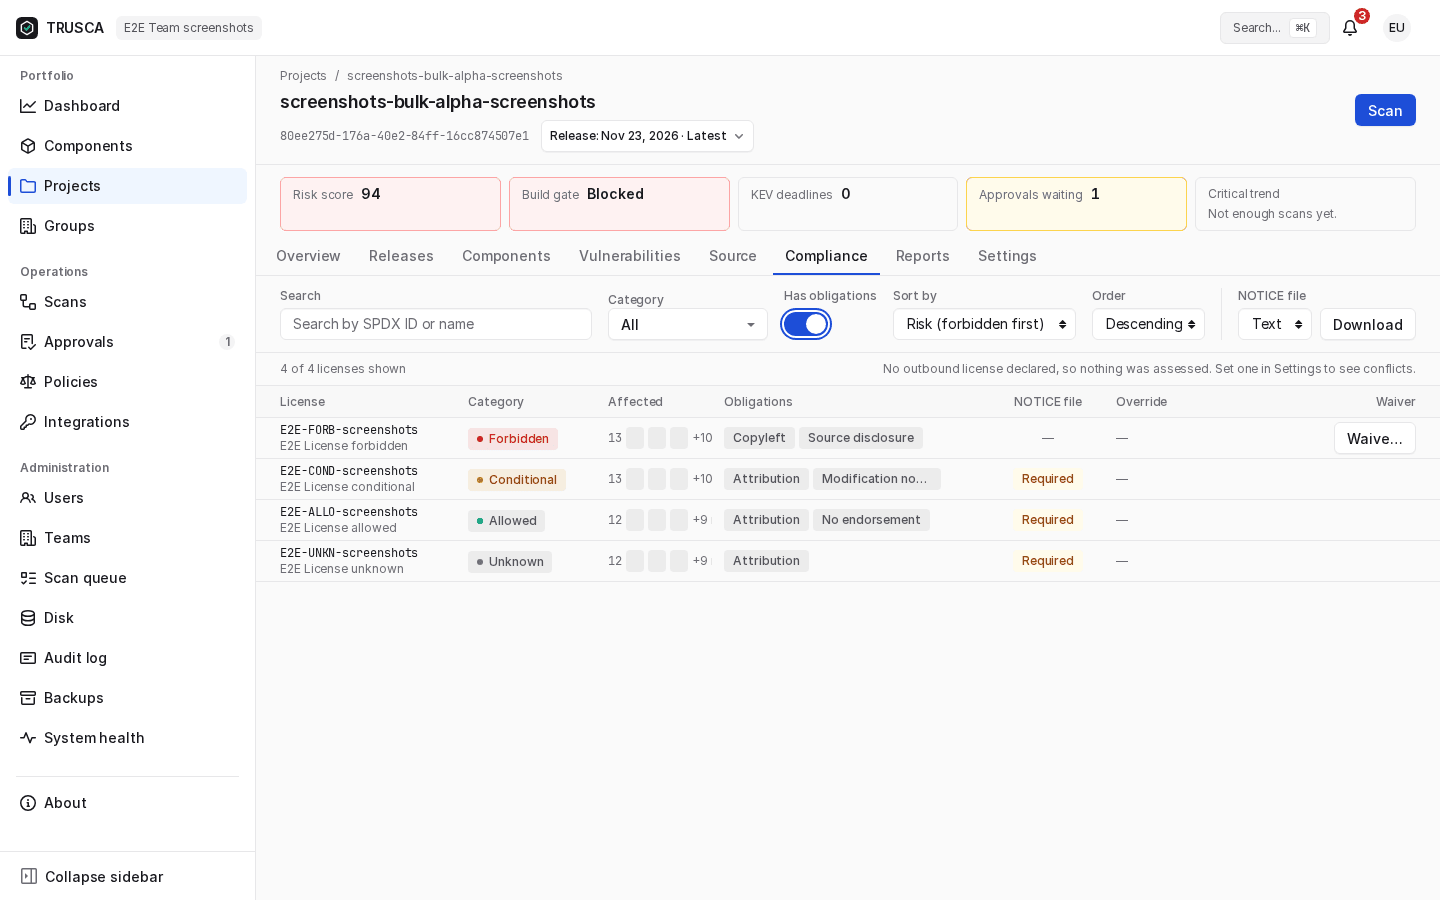 TRUSCA
E2E Team screenshots
Search...
⌘K
3
EU
Portfolio
Dashboard
Components
Projects
Groups
Operations
Scans
Approvals
1
Policies
Integrations
Administration
Users
Teams
Scan queue
Disk
Audit log
Backups
System health
About
Collapse sidebar
Projects / screenshots-bulk-alpha-screenshots
screenshots-bulk-alpha-screenshots
80ee275d-176a-40e2-84ff-16cc874507e1
Release: Nov 23, 2026 · Latest
Scan
Risk score 94
Build gate Blocked
KEV deadlines 0
Approvals waiting 1
Critical trend
Not enough scans yet.
Overview Releases Components Vulnerabilities Source Compliance Reports Settings
Search
Search by SPDX ID or name
Category
All
Has obligations
Sort by
Risk (forbidden first)
Order
Descending
NOTICE file
Text
Download
4 of 4 licenses shown
No outbound license declared, so nothing was assessed. Set one in Settings to see conflicts.
License Category Affected Obligations NOTICE file Override Waiver
E2E-FORB-screenshots
E2E License forbidden
Forbidden
13 +10
Copyleft Source disclosure
—
—
Waive...
E2E-COND-screenshots
E2E License conditional
Conditional
13 +10
Attribution Modification no...
Required
—
E2E-ALLO-screenshots
E2E License allowed
Allowed
12 +9
Attribution No endorsement
Required
—
E2E-UNKN-screenshots
E2E License unknown
Unknown
12 +9
Attribution
Required
—